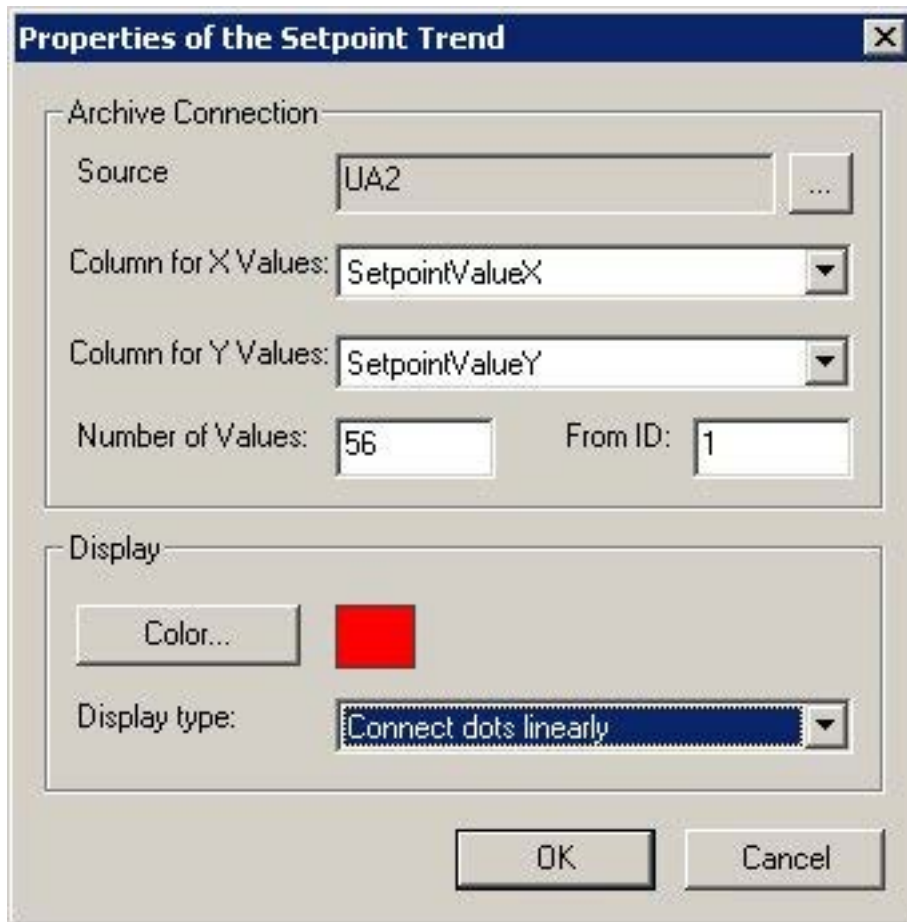 Properties of the Setpoint Trend
Archive Connection
Source UA2 ...
Column for X Values: SetpointValueX
Column for Y Values: SetpointValueY
Number of Values: 56 From ID: 1
Display
Color...
Display type: Connect dots linearly
OK Cancel